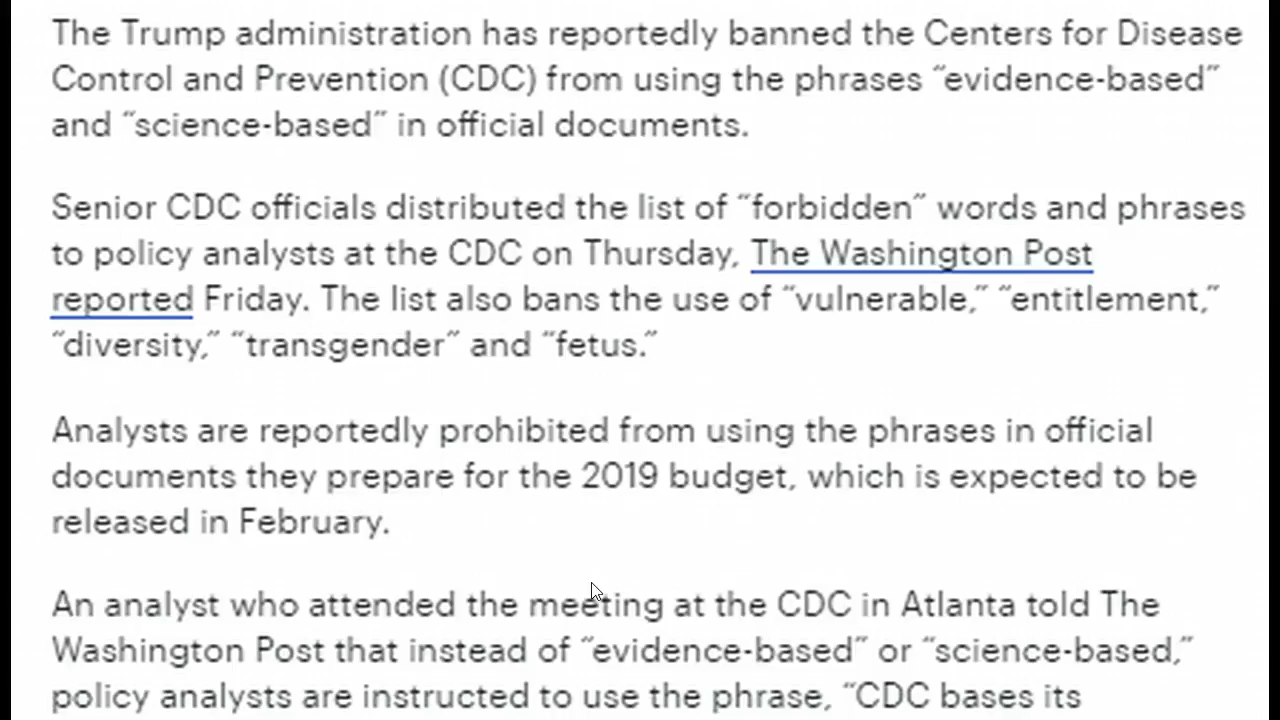 The Trump administration has reportedly banned the Centers for Disease
Control and Prevention (CDC) from using the phrases “evidence-based”
and “science-based” in official documents.
Senior CDC officials distributed the list of “forbidden” words and phrases
to policy analysts at the CDC on Thursday, The Washington Post
reported Friday. The list also bans the use of “vulnerable,” “entitlement,”
“diversity,” “transgender” and “fetus.”
Analysts are reportedly prohibited from using the phrases in official
documents they prepare for the 2019 budget, which is expected to be
released in February.
An analyst who attended the meeting at the CDC in Atlanta told The
Washington Post that instead of “evidence-based” or “science-based,”
policy analysts are instructed to use the phrase, “CDC bases its